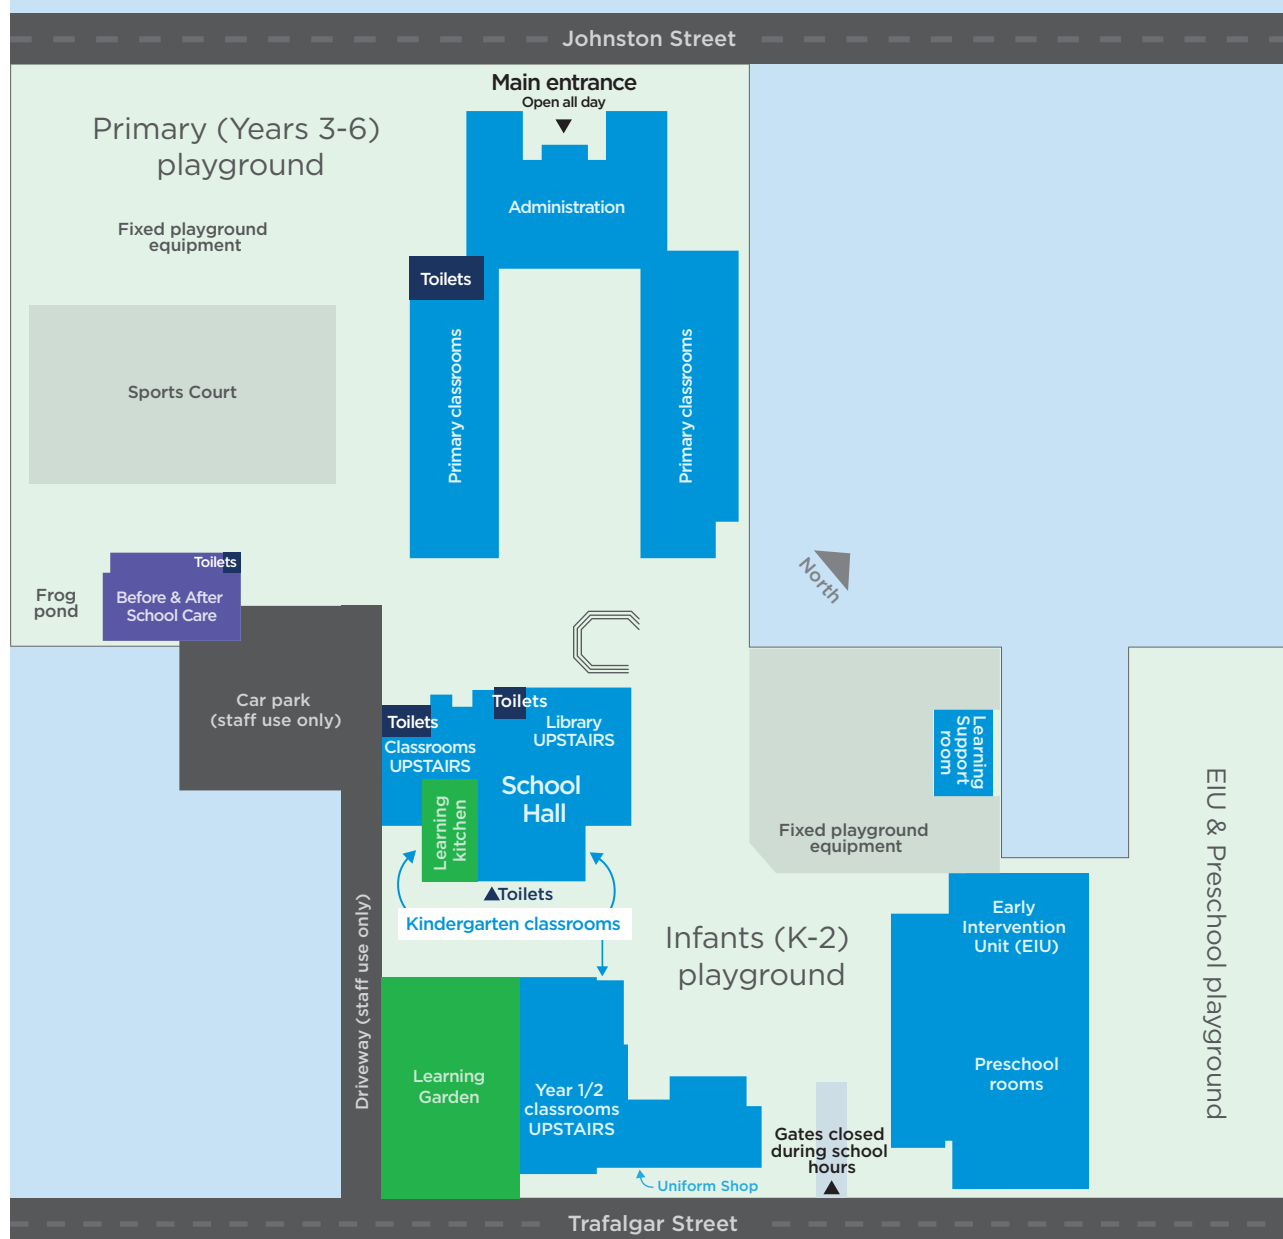 Johnston Street
Main entrance
Open all day
Primary (Years 3-6)
playground
Administration
Fixed playground
equipment
Toilets
Primary classrooms
Primary classrooms
Sports Court
North
Toilets
Before & After
School Care
Frog
pond
Car park
(staff use only)
Toilets
Classrooms
UPSTAIRS
Toilets
Library
UPSTAIRS
School
Hall
Learning
kitchen
Learning
Support
room
Fixed playground
equipment
Toilets
Kindergarten classrooms
Infants (K-2)
playground
Early
Intervention
Unit (EIU)
EIU & Preschool playground
Driveway (staff use only)
Learning
Garden
Year 1/2
classrooms
UPSTAIRS
Preschool
rooms
Gates closed
during school
hours
Uniform Shop
Trafalgar Street